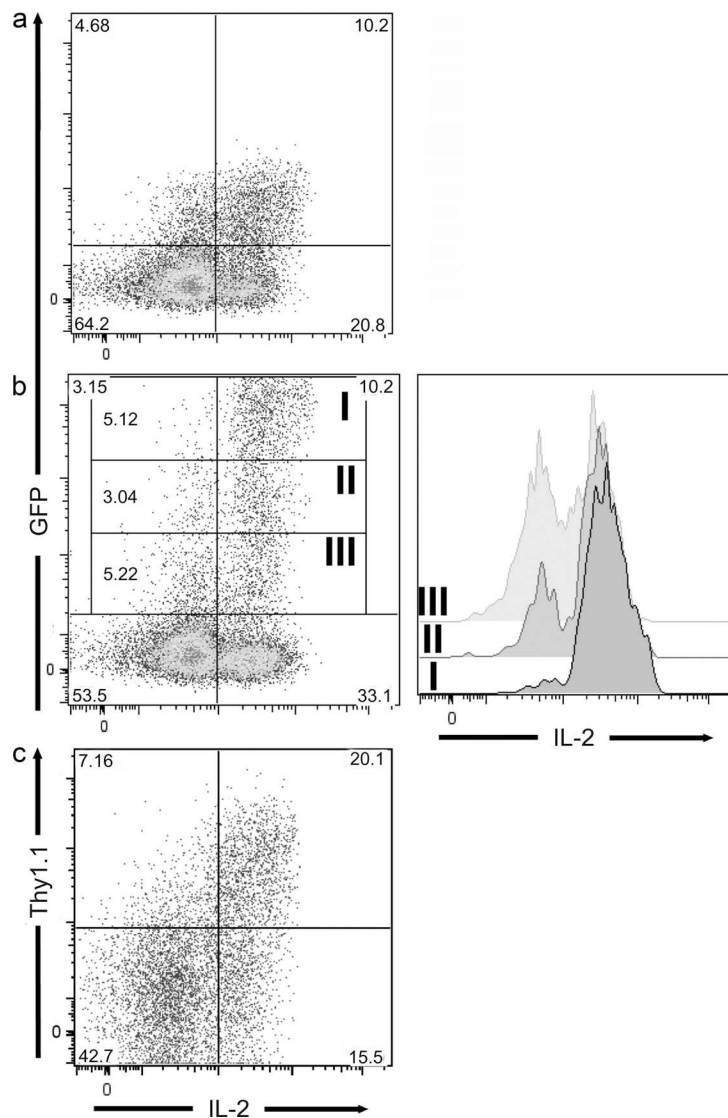 a
4.68 10.2
0
64.2 20.8
0
b
3.15 10.2
5.12 I
3.04 II
5.22 III
0
53.5 33.1
0
GFP
III
II
I
0
IL-2
c
7.16 20.1
Thy1.1
0
42.7 15.5
0
IL-2